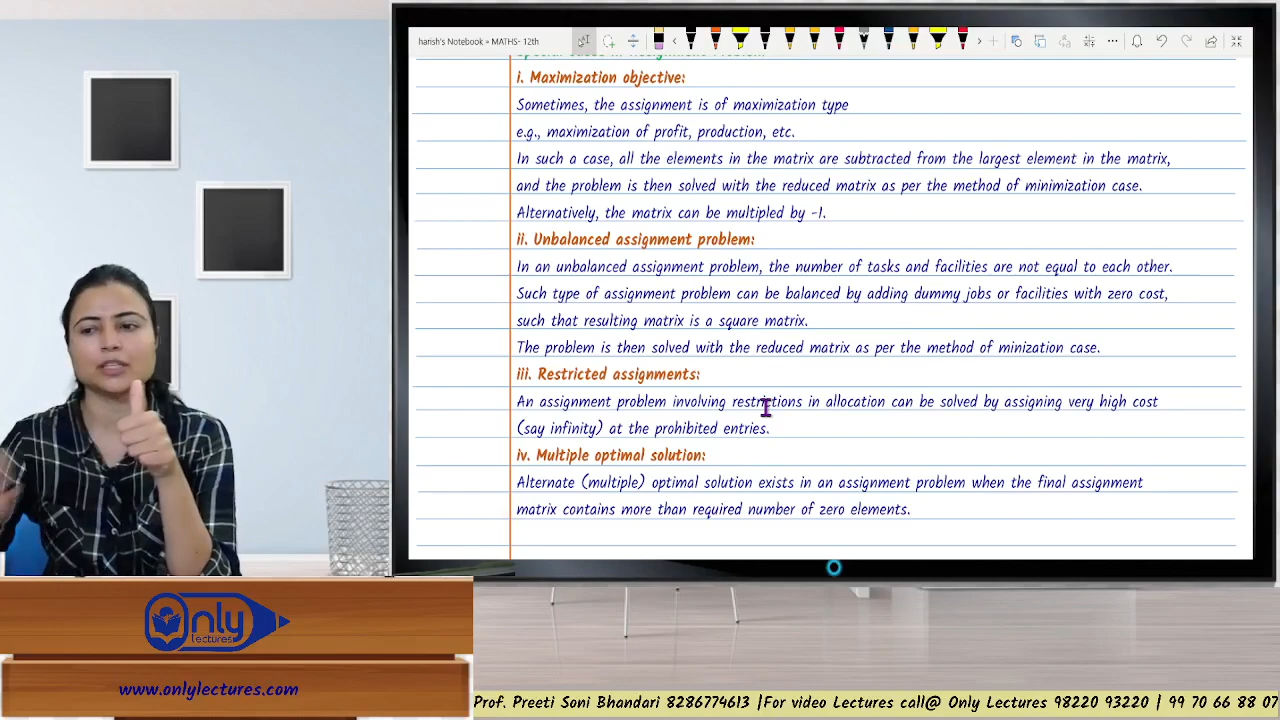 harish's Notebook » MATHS- 12th
i. Maximization objective:
Sometimes, the assignment is of maximization type
e.g., maximization of profit, production, etc.
In such a case, all the elements in the matrix are subtracted from the largest element in the matrix,
and the problem is then solved with the reduced matrix as per the method of minimization case.
Alternatively, the matrix can be multipled by -1.
ii. Unbalanced assignment problem:
In an unbalanced assignment problem, the number of tasks and facilities are not equal to each other.
Such type of assignment problem can be balanced by adding dummy jobs or facilities with zero cost,
such that resulting matrix is a square matrix.
The problem is then solved with the reduced matrix as per the method of minization case.
iii. Restricted assignments:
An assignment problem involving restrictions in allocation can be solved by assigning very high cost
(say infinity) at the prohibited entries.
iv. Multiple optimal solution:
Alternate (multiple) optimal solution exists in an assignment problem when the final assignment
matrix contains more than required number of zero elements.
Only
lectures
www.onlylectures.com
Prof. Preeti Soni Bhandari 8286774613 |For video Lectures call@ Only Lectures 98220 93220 | 99 70 66 88 07